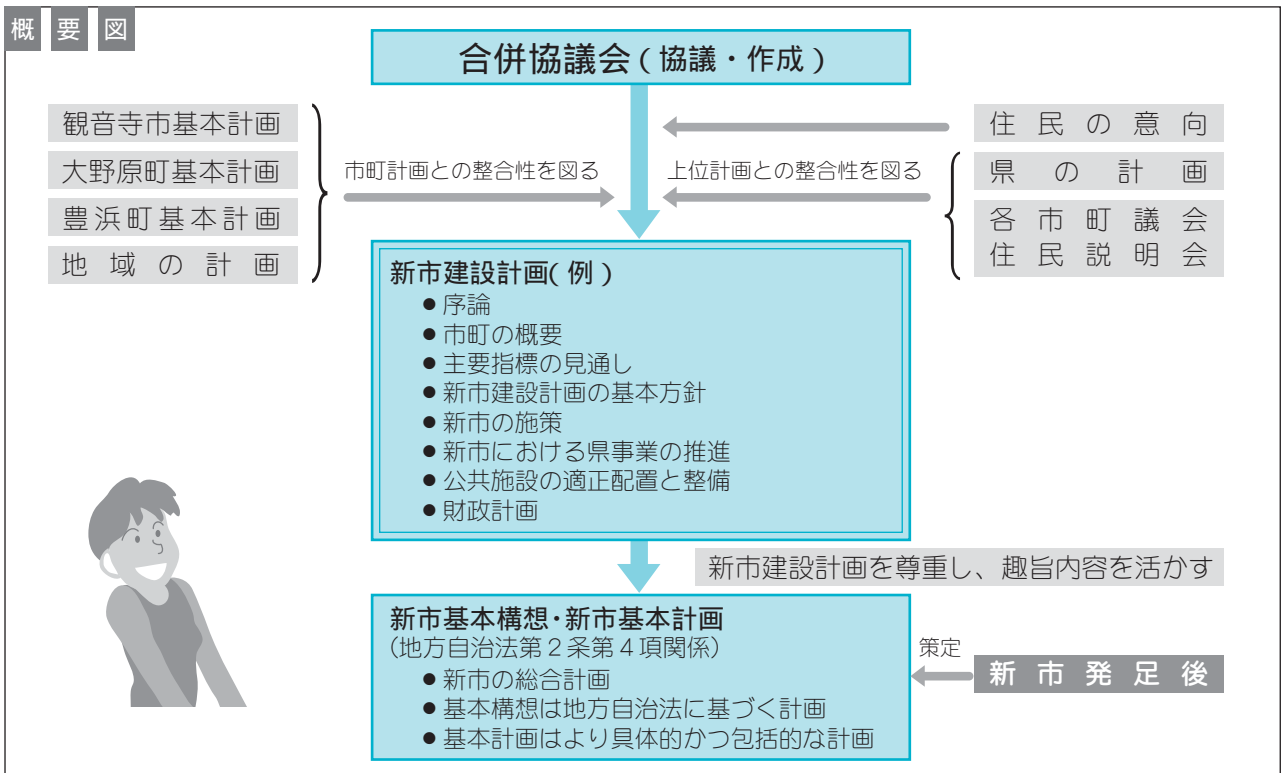 概要図
合併協議会(協議・作成)
観音寺市基本計画
大野原町基本計画
豊浜町基本計画
地域の計画
市町計画との整合性を図る
上位計画との整合性を図る
住民の意向
県の計画
各市町議会
住民説明会
新市建設計画(例)
●序論
●市町の概要
●主要指標の見通し
●新市建設計画の基本方針
●新市の施策
●新市における県事業の推進
●公共施設の適正配置と整備
●財政計画
新市建設計画を尊重し、趣旨内容を活かす
新市基本構想・新市基本計画
(地方自治法第2条第4項関係)
●新市の総合計画
●基本構想は地方自治法に基づく計画
●基本計画はより具体的かつ包括的な計画
策定
新市発足後